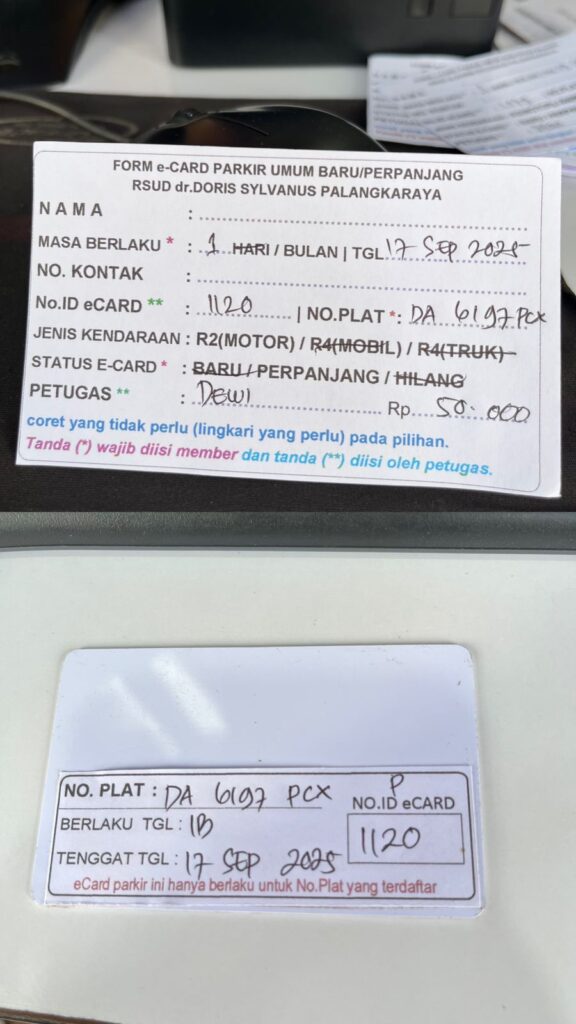 FORM e-CARD PARKIR UMUM BARU/PERPANJANG
RSUD dr.DORIS SYLVANUS PALANGKARAYA
NAMA :
MASA BERLAKU * : 1 HARI / BULAN | TGL 17 SEP 2025
NO. KONTAK :
No.ID eCARD ** : 1120 | NO.PLAT *: DA 6197 PCX
JENIS KENDARAAN : R2(MOTOR) / R4(MOBIL) / R4(TRUK)
STATUS E-CARD * : BARU / PERPANJANG / HILANG
PETUGAS ** : DEWI Rp. 50.000
coret yang tidak perlu (lingkari yang perlu) pada pilihan.
Tanda (*) wajib diisi member dan tanda (**) diisi oleh petugas.
NO. PLAT : DA 6197 PCX
P
NO.ID eCARD
BERLAKU TGL : 1B
1120
TENGGAT TGL : 17 SEP 2025
eCard parkir ini hanya berlaku untuk No.Plat yang terdaftar